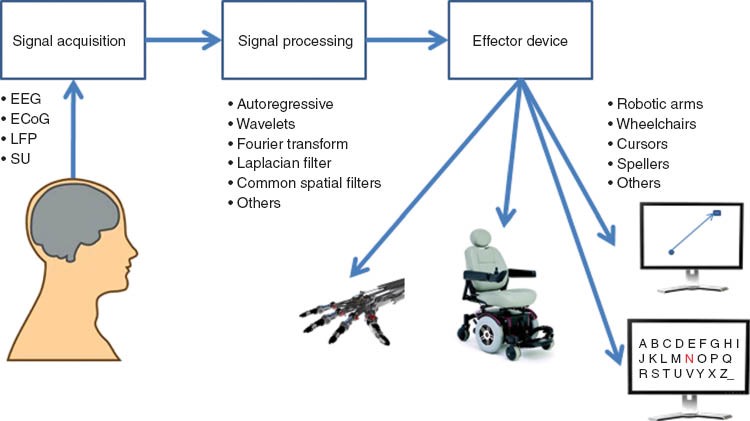 Signal acquisition
Signal processing
Effector device
• EEG
• ECoG
• LFP
• SU
• Autoregressive
• Wavelets
• Fourier transform
• Laplacian filter
• Common spatial filters
• Others
• Robotic arms
• Wheelchairs
• Cursors
• Spellers
• Others
A B C D E F G H I
J K L M N O P Q
R S T U V Y X Z _